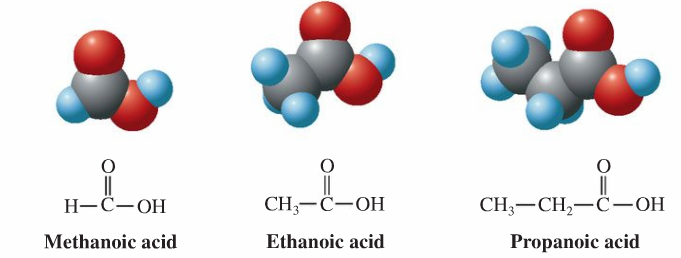 O O O
H—C—OH CH₃—C—OH CH₃—CH₂—C—OH
Methanoic acid Ethanoic acid Propanoic acid